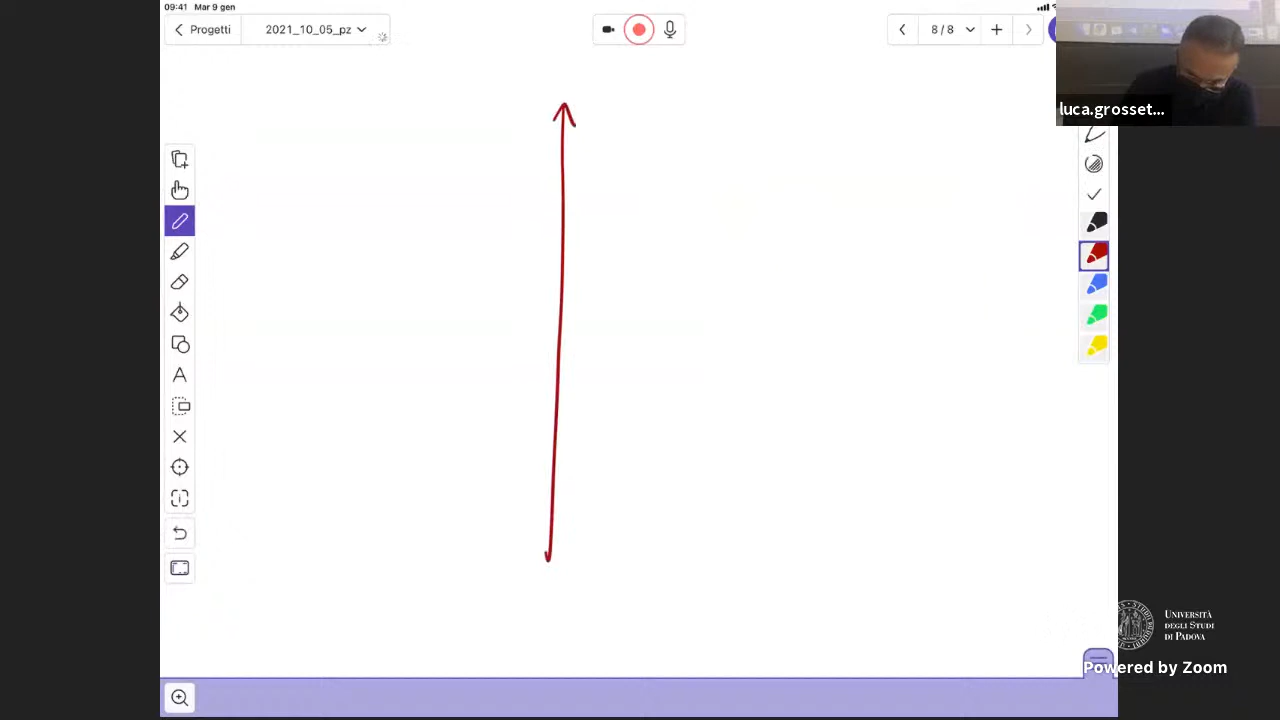 09:41 Mar 9 gen
Progetti
2021_10_05_pz
8/8
luca.grosset...
A
UNIVERSITÀ
DEGLI STUDI
DI PADOVA
Powered by Zoom